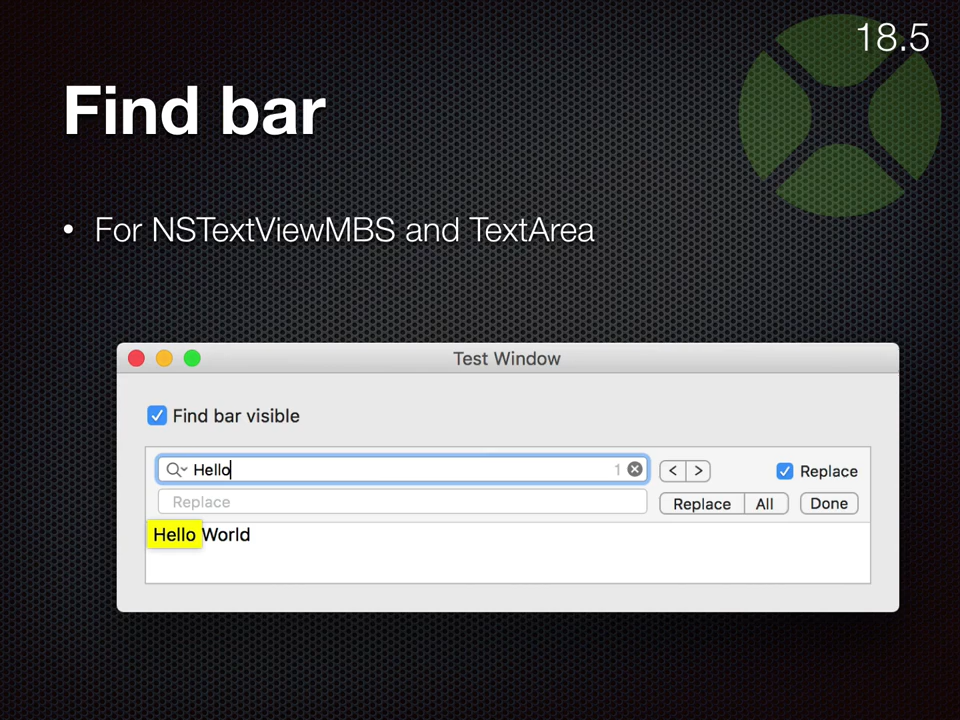 18.5
Find bar
• For NSTextViewMBS and TextArea
Test Window
Find bar visible
Hello 1 < > Replace
Replace Replace All Done
Hello World